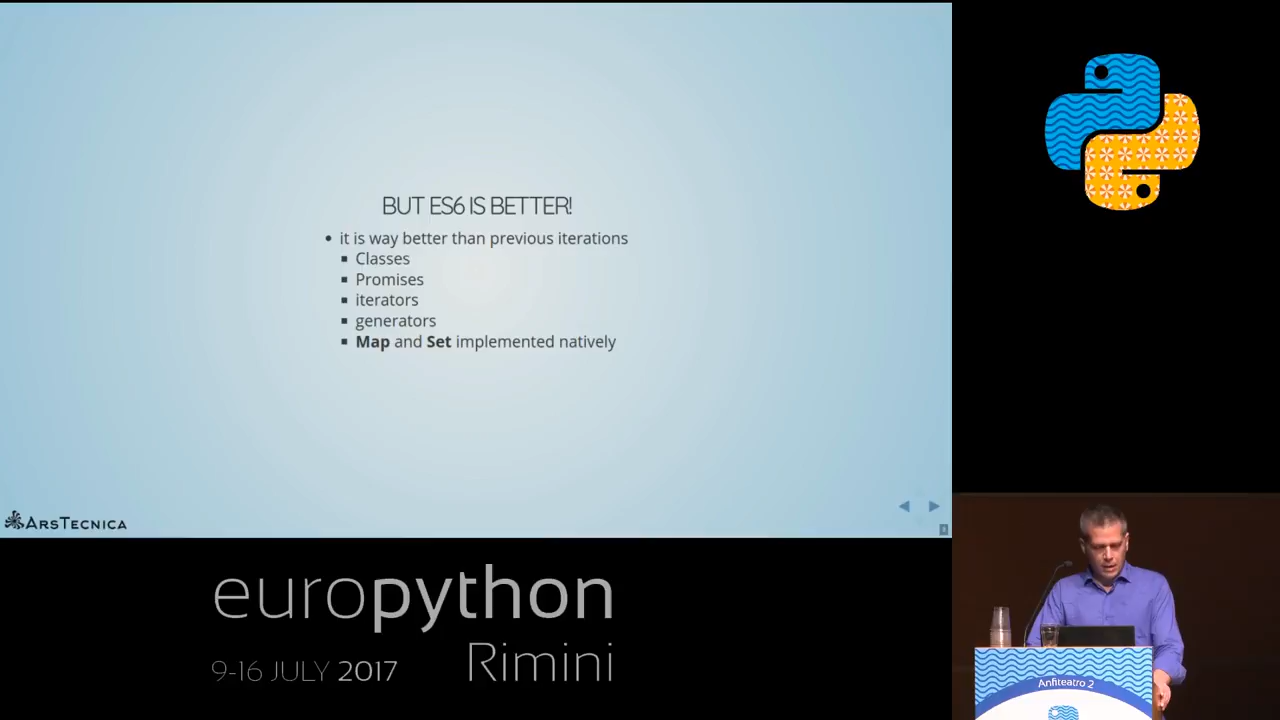 BUT ES6 IS BETTER!
• it is way better than previous iterations
▪ Classes
▪ Promises
▪ iterators
▪ generators
▪ Map and Set implemented natively
ARSTECNICA
europython
9-16 JULY 2017 Rimini
Anfiteatro 2